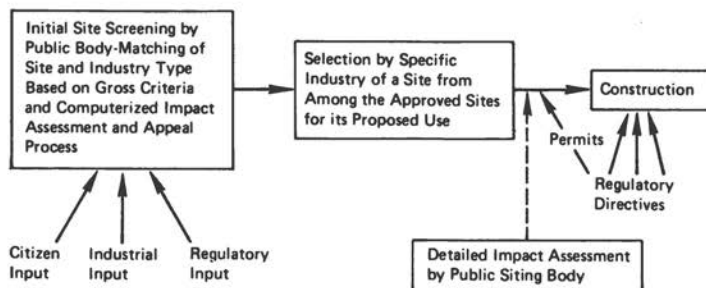 Initial Site Screening by
Public Body-Matching of
Site and Industry Type
Based on Gross Criteria
and Computerized Impact
Assessment and Appeal
Process
Selection by Specific
Industry of a Site from
Among the Approved Sites
for its Proposed Use
Construction
Permits
Regulatory
Directives
Citizen
Input
Industrial
Input
Regulatory
Input
Detailed Impact Assessment
by Public Siting Body